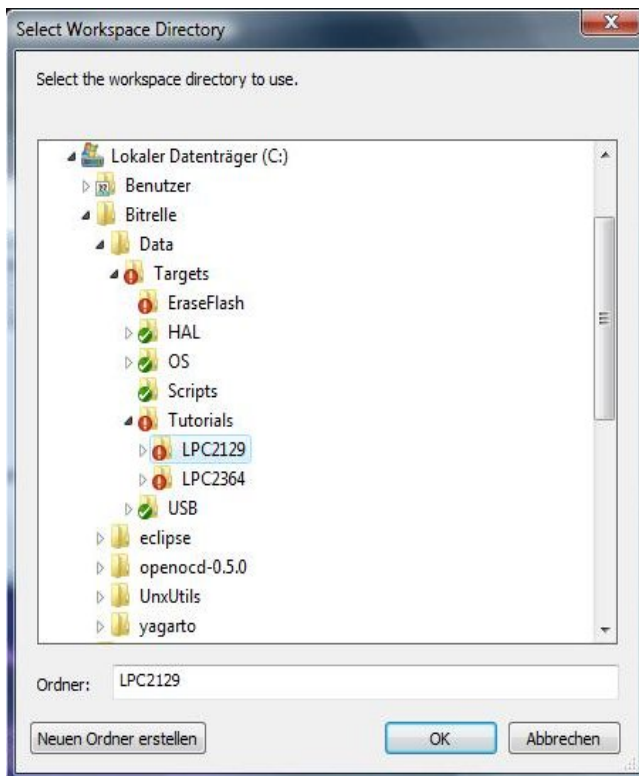 Select Workspace Directory
Select the workspace directory to use.
Lokaler Datenträger (C:)
Benutzer
Bitrelle
Data
Targets
EraseFlash
HAL
OS
Scripts
Tutorials
LPC2129
LPC2364
USB
eclipse
openocd-0.5.0
UnxUtils
yagarto
Ordner: LPC2129
Neuen Ordner erstellen OK Abbrechen